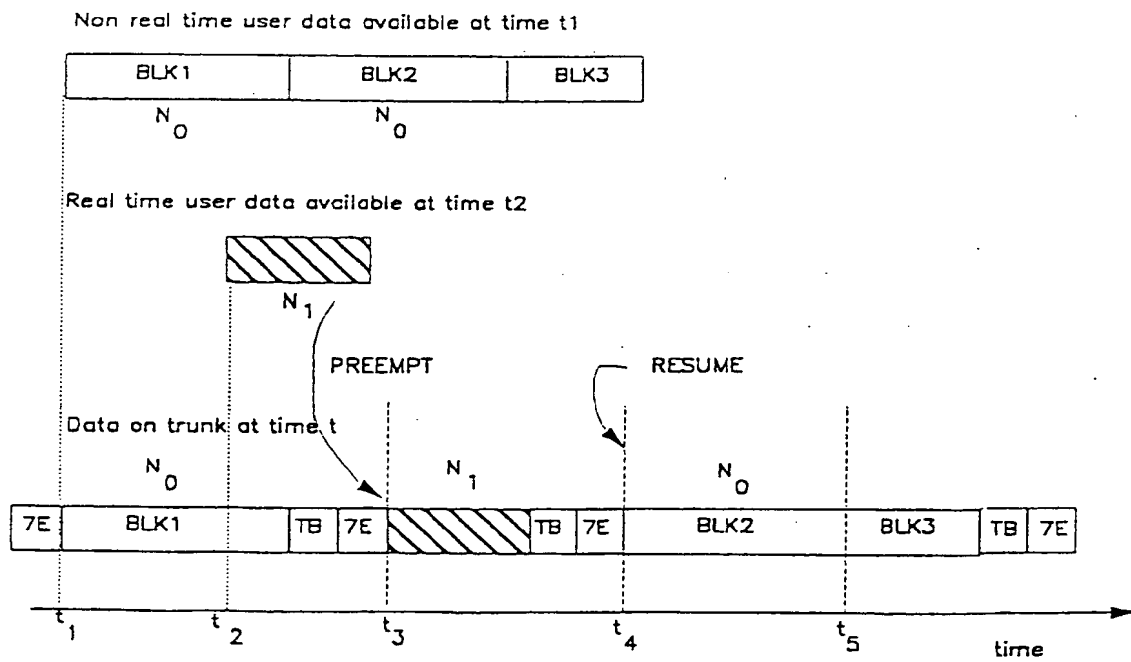 Non real time user data available at time t1
BLK1 BLK2 BLK3
N0 N0
Real time user data available at time t2
N1
PREEMPT RESUME
Data on trunk at time t
N0 N1 N0
7E BLK1 TB 7E TB 7E BLK2 BLK3 TB 7E
t1 t2 t3 t4 t5
time